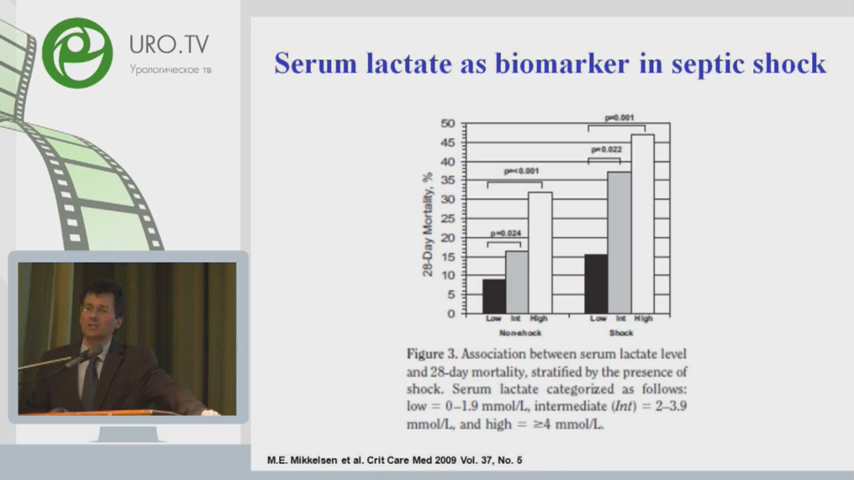 URO.TV
Урологическое тв
Serum lactate as biomarker in septic shock
28-Day Mortality, %
50
45
40
35
30
25
20
15
10
5
0
p=0.001
p=0.022
p=<0.001
p=0.024
Low Int High Low Int High
Non-shock Shock
Figure 3. Association between serum lactate level
and 28-day mortality, stratified by the presence of
shock. Serum lactate categorized as follows:
low = 0–1.9 mmol/L, intermediate (Int) = 2–3.9
mmol/L, and high = ≥4 mmol/L.
M.E. Mikkelsen et al. Crit Care Med 2009 Vol. 37, No. 5